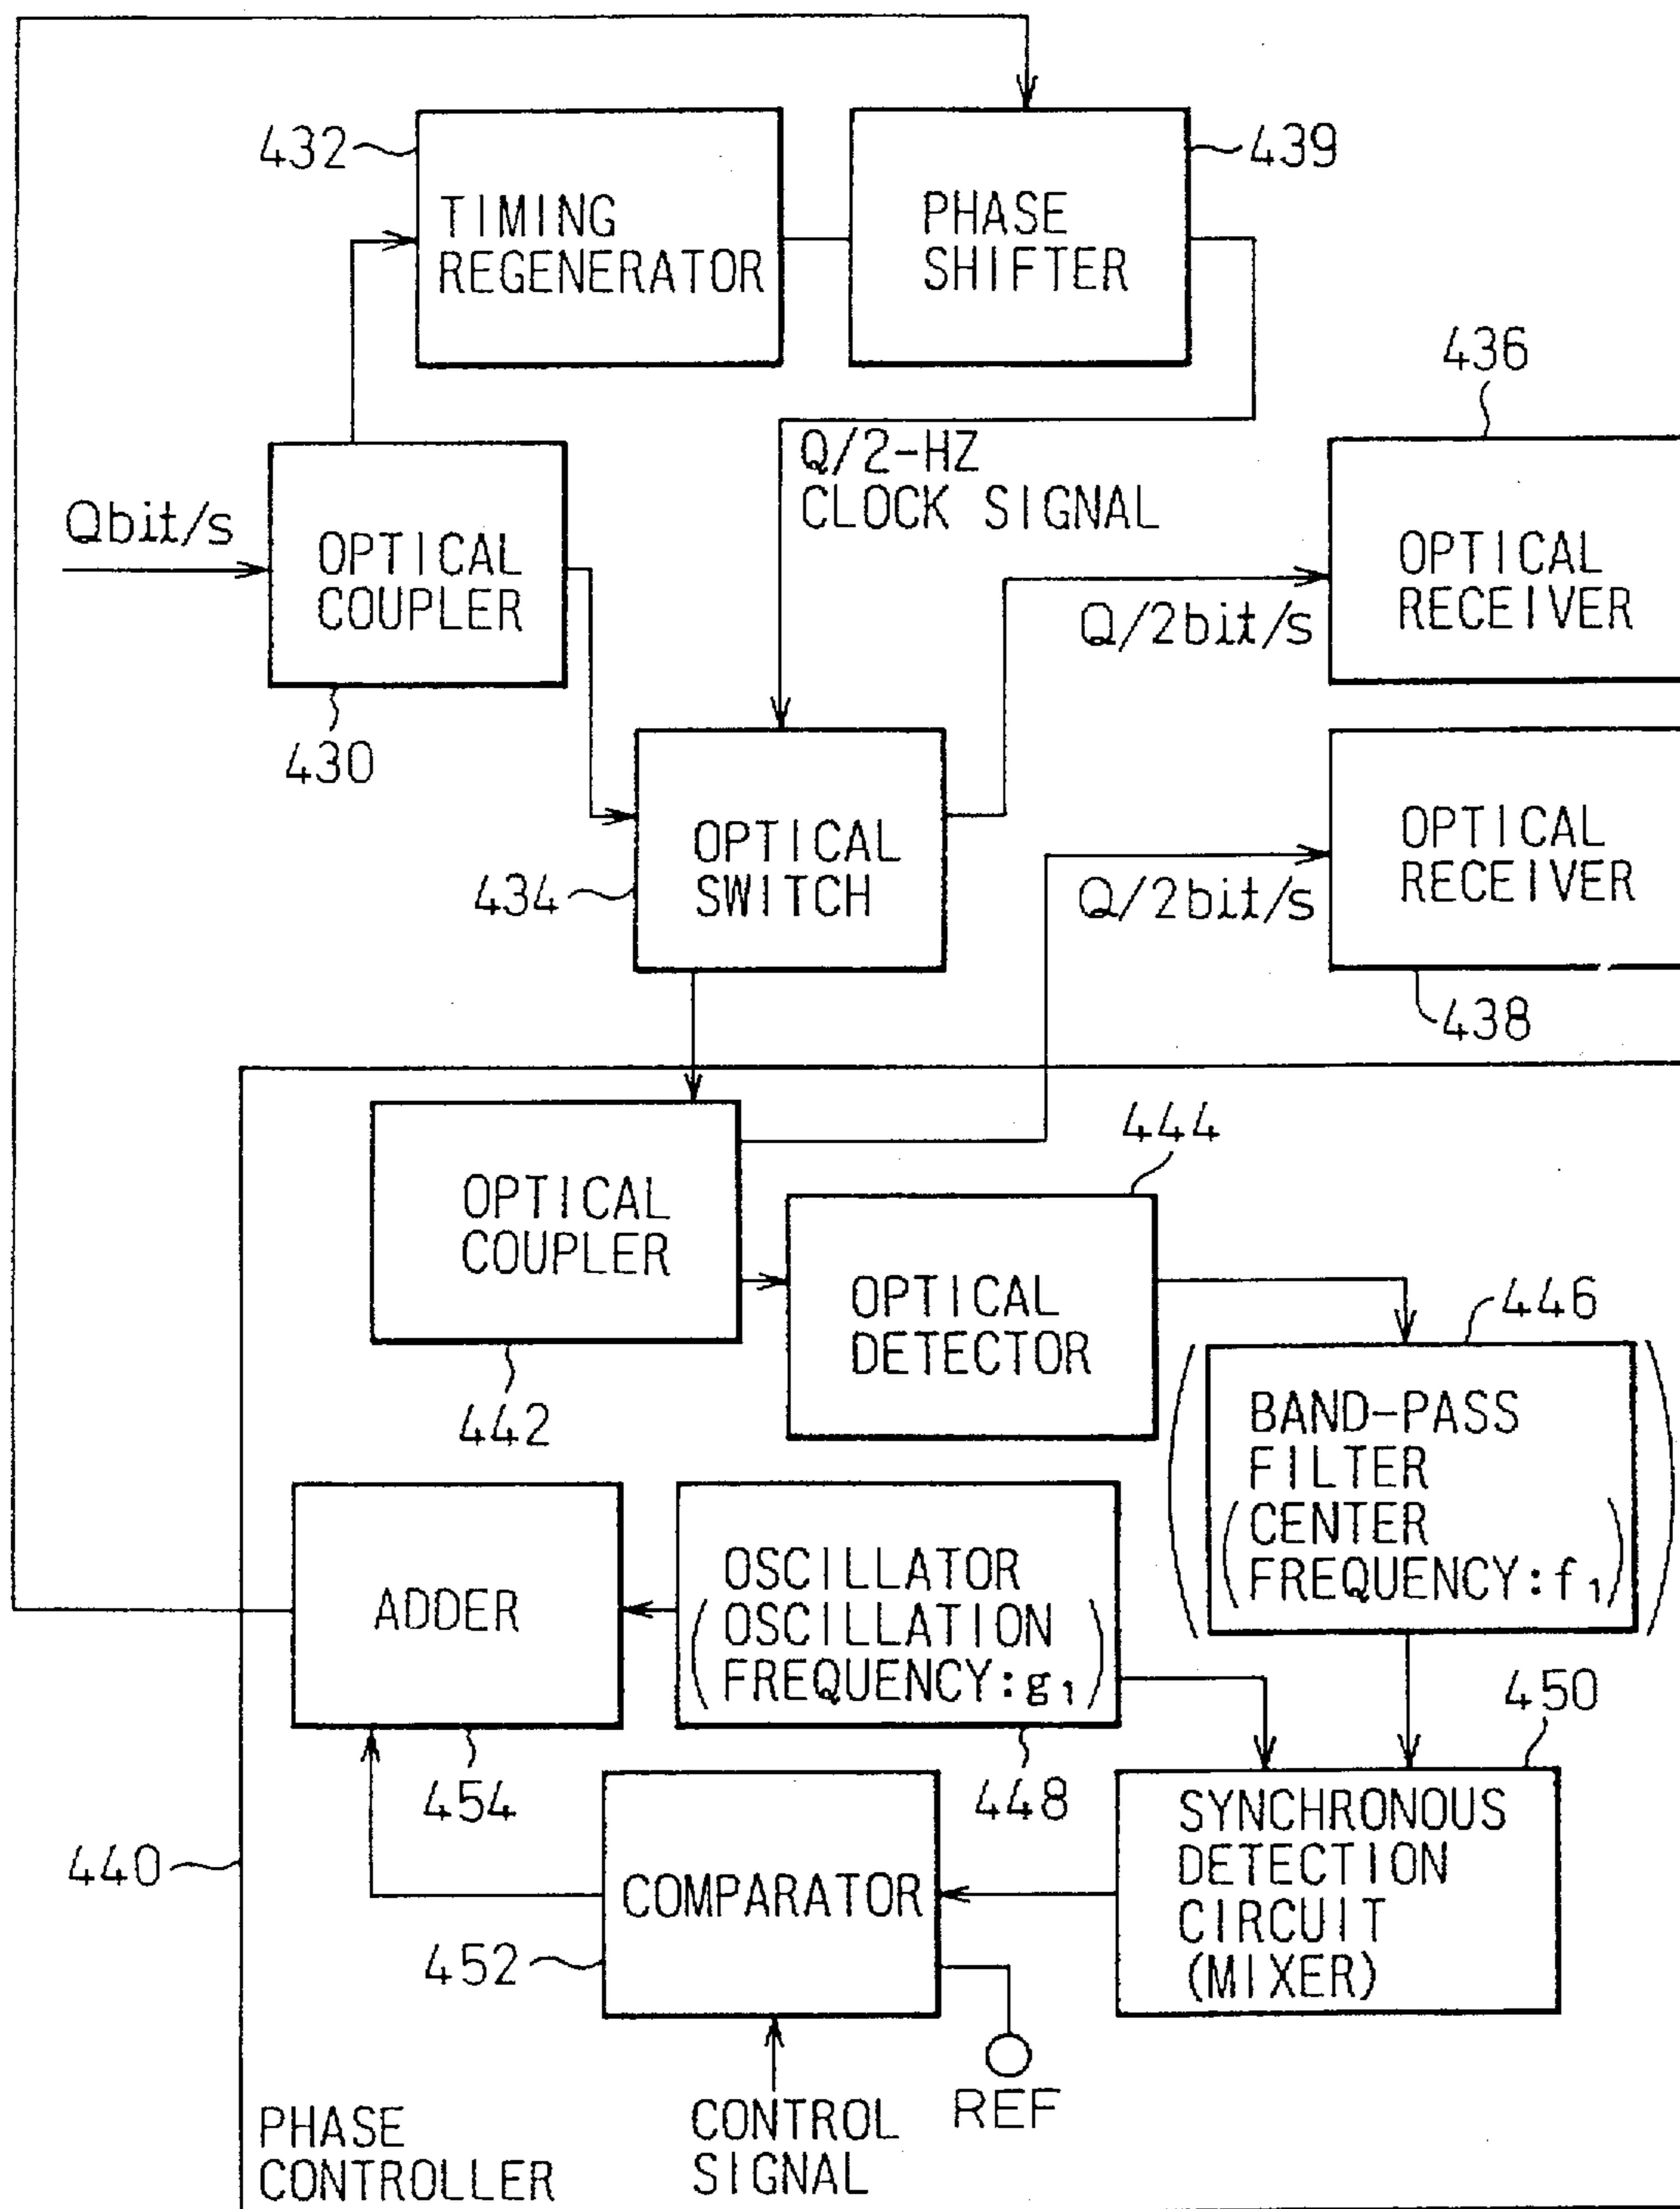 432
TIMING
REGENERATOR
PHASE
SHIFTER
439
436
Qbit/s
OPTICAL
COUPLER
430
Q/2-HZ
CLOCK SIGNAL
OPTICAL
RECEIVER
Q/2bit/s
434
OPTICAL
SWITCH
OPTICAL
RECEIVER
Q/2bit/s
438
OPTICAL
COUPLER
442
444
OPTICAL
DETECTOR
446
(BAND-PASS
FILTER
(CENTER
FREQUENCY:f₁))
ADDER
454
OSCILLATOR
(OSCILLATION
FREQUENCY:g₁)
448
450
SYNCHRONOUS
DETECTION
CIRCUIT
(MIXER)
COMPARATOR
452
440
REF
CONTROL
SIGNAL
PHASE
CONTROLLER